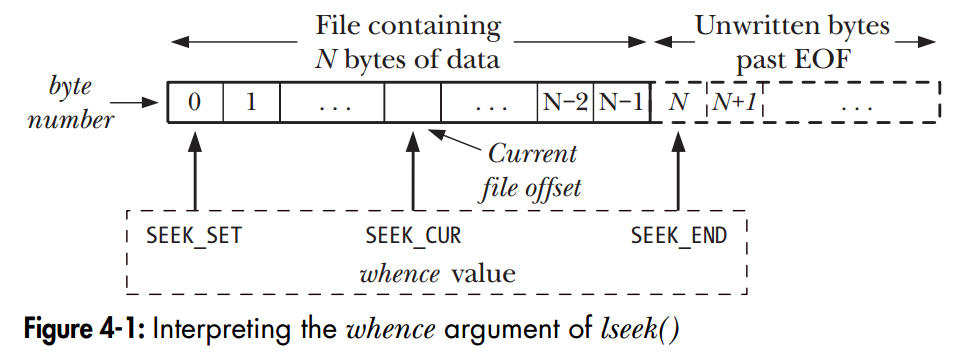 File containing
N bytes of data
Unwritten bytes
past EOF
byte
number
0 1 ... ... N−2 N−1 N N+1 ...
Current
file offset
SEEK_SET SEEK_CUR SEEK_END
whence value
Figure 4-1: Interpreting the whence argument of lseek()